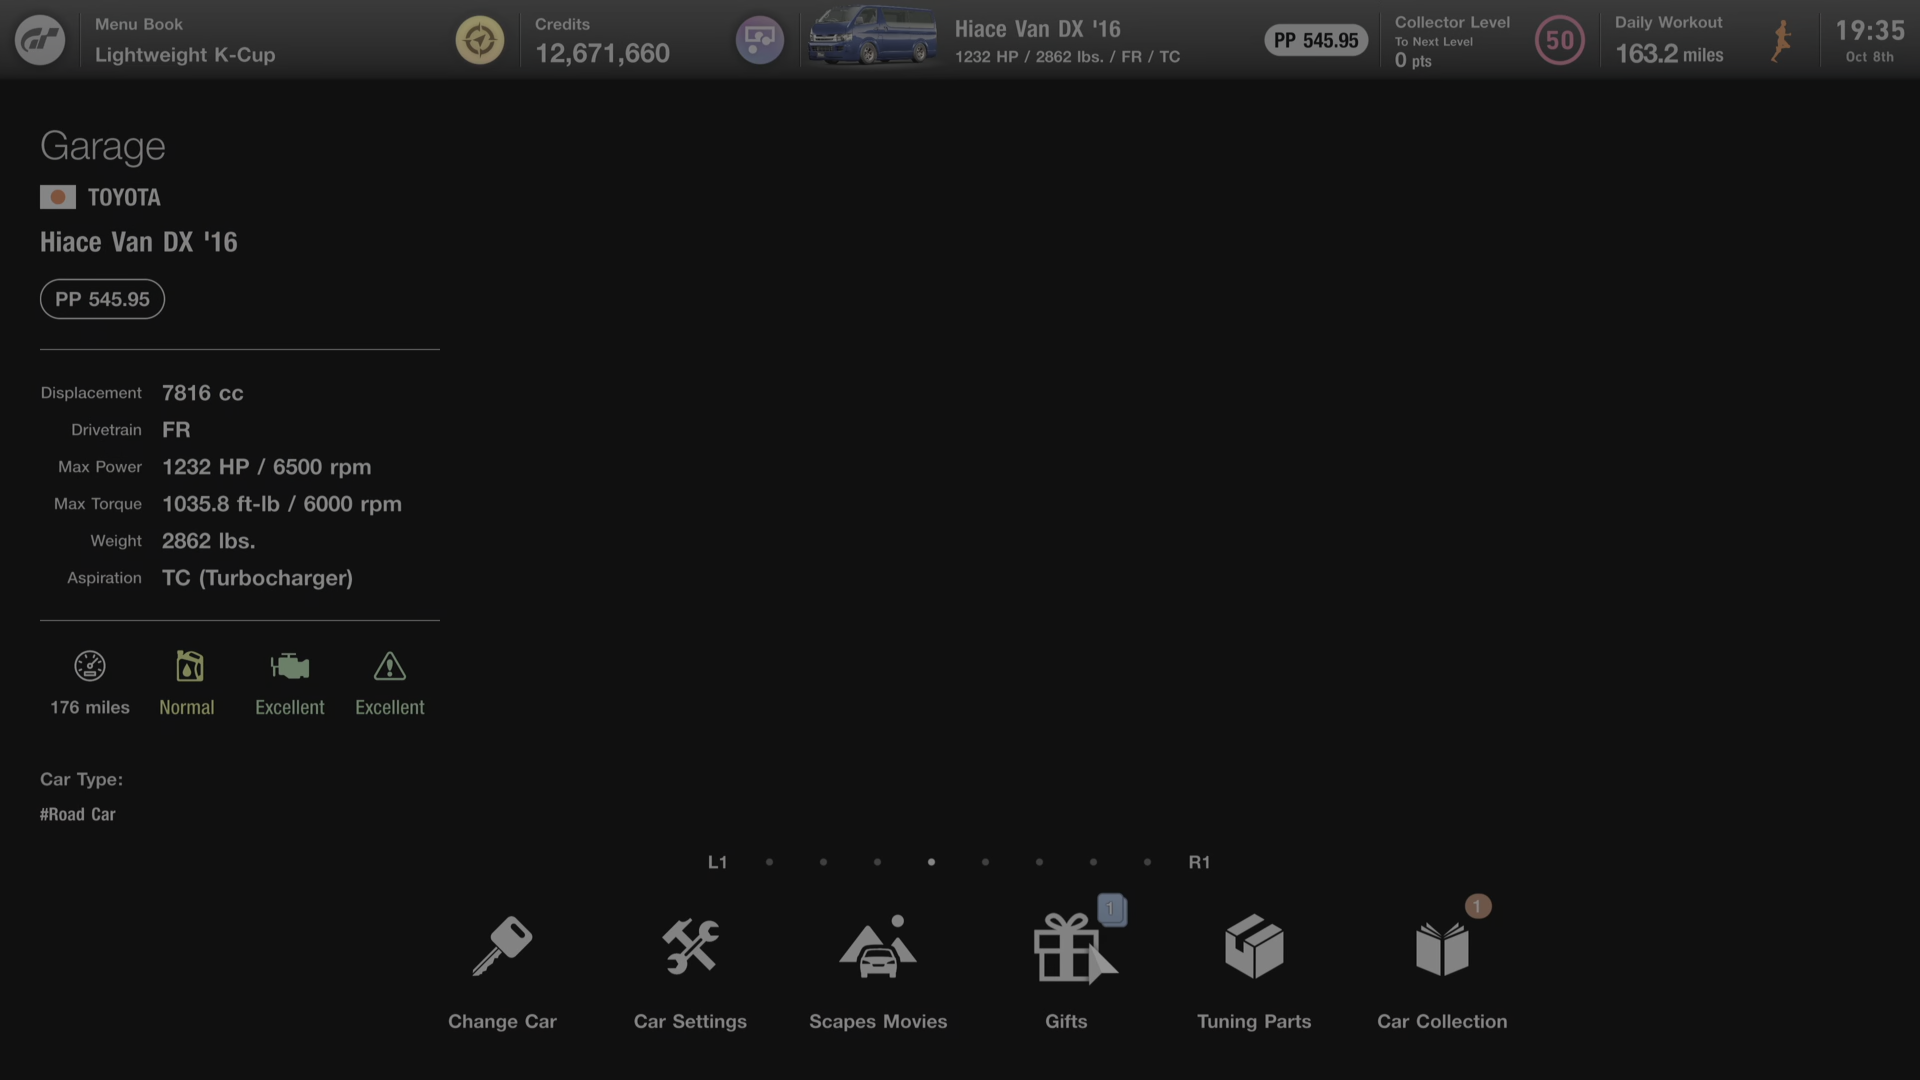 Menu Book
Lightweight K-Cup
Credits
12,671,660
Hiace Van DX '16
1232 HP / 2862 lbs. / FR / TC
PP 545.95
Collector Level
To Next Level
0 pts
50
Daily Workout
163.2 miles
19:35
Oct 8th
Garage
TOYOTA
Hiace Van DX '16
PP 545.95
Displacement 7816 cc
Drivetrain FR
Max Power 1232 HP / 6500 rpm
Max Torque 1035.8 ft-lb / 6000 rpm
Weight 2862 lbs.
Aspiration TC (Turbocharger)
176 miles Normal Excellent Excellent
Car Type:
#Road Car
L1 R1
1 1
Change Car Car Settings Scapes Movies Gifts Tuning Parts Car Collection